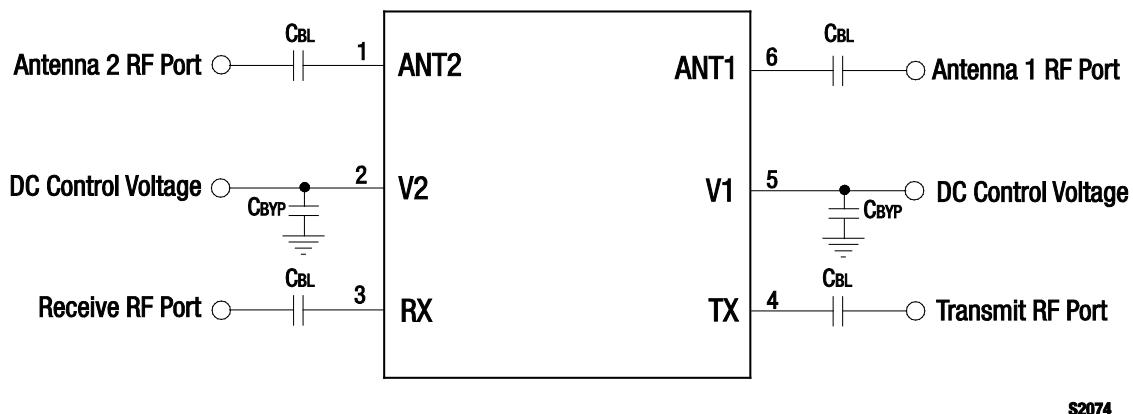 CBL
Antenna 2 RF Port
1
ANT2
ANT1
6
CBL
Antenna 1 RF Port
DC Control Voltage
2
V2
CBYP
V1
5
DC Control Voltage
CBYP
Receive RF Port
CBL
3
RX
TX
4
CBL
Transmit RF Port
S2074